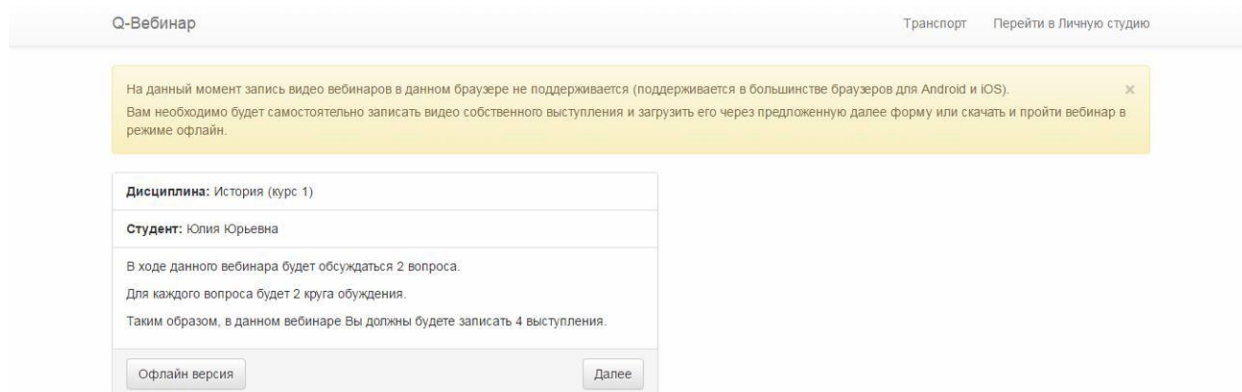 Q-Вебинар
Транспорт Перейти в Личную студию
На данный момент запись видео вебинаров в данном браузере не поддерживается (поддерживается в большинстве браузеров для Android и iOS). ×
Вам необходимо будет самостоятельно записать видео собственного выступления и загрузить его через предложенную далее форму или скачать и пройти вебинар в
режиме офлайн.
Дисциплина: История (курс 1)
Студент: Юлия Юрьевна
В ходе данного вебинара будет обсуждаться 2 вопроса.
Для каждого вопроса будет 2 круга обуждения.
Таким образом, в данном вебинаре Вы должны будете записать 4 выступления.
Офлайн версия Далее